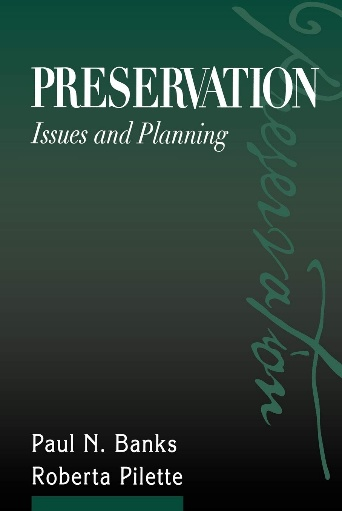 PRESERVATION
Issues and Planning
Preservation
Paul N. Banks
Roberta Pilette